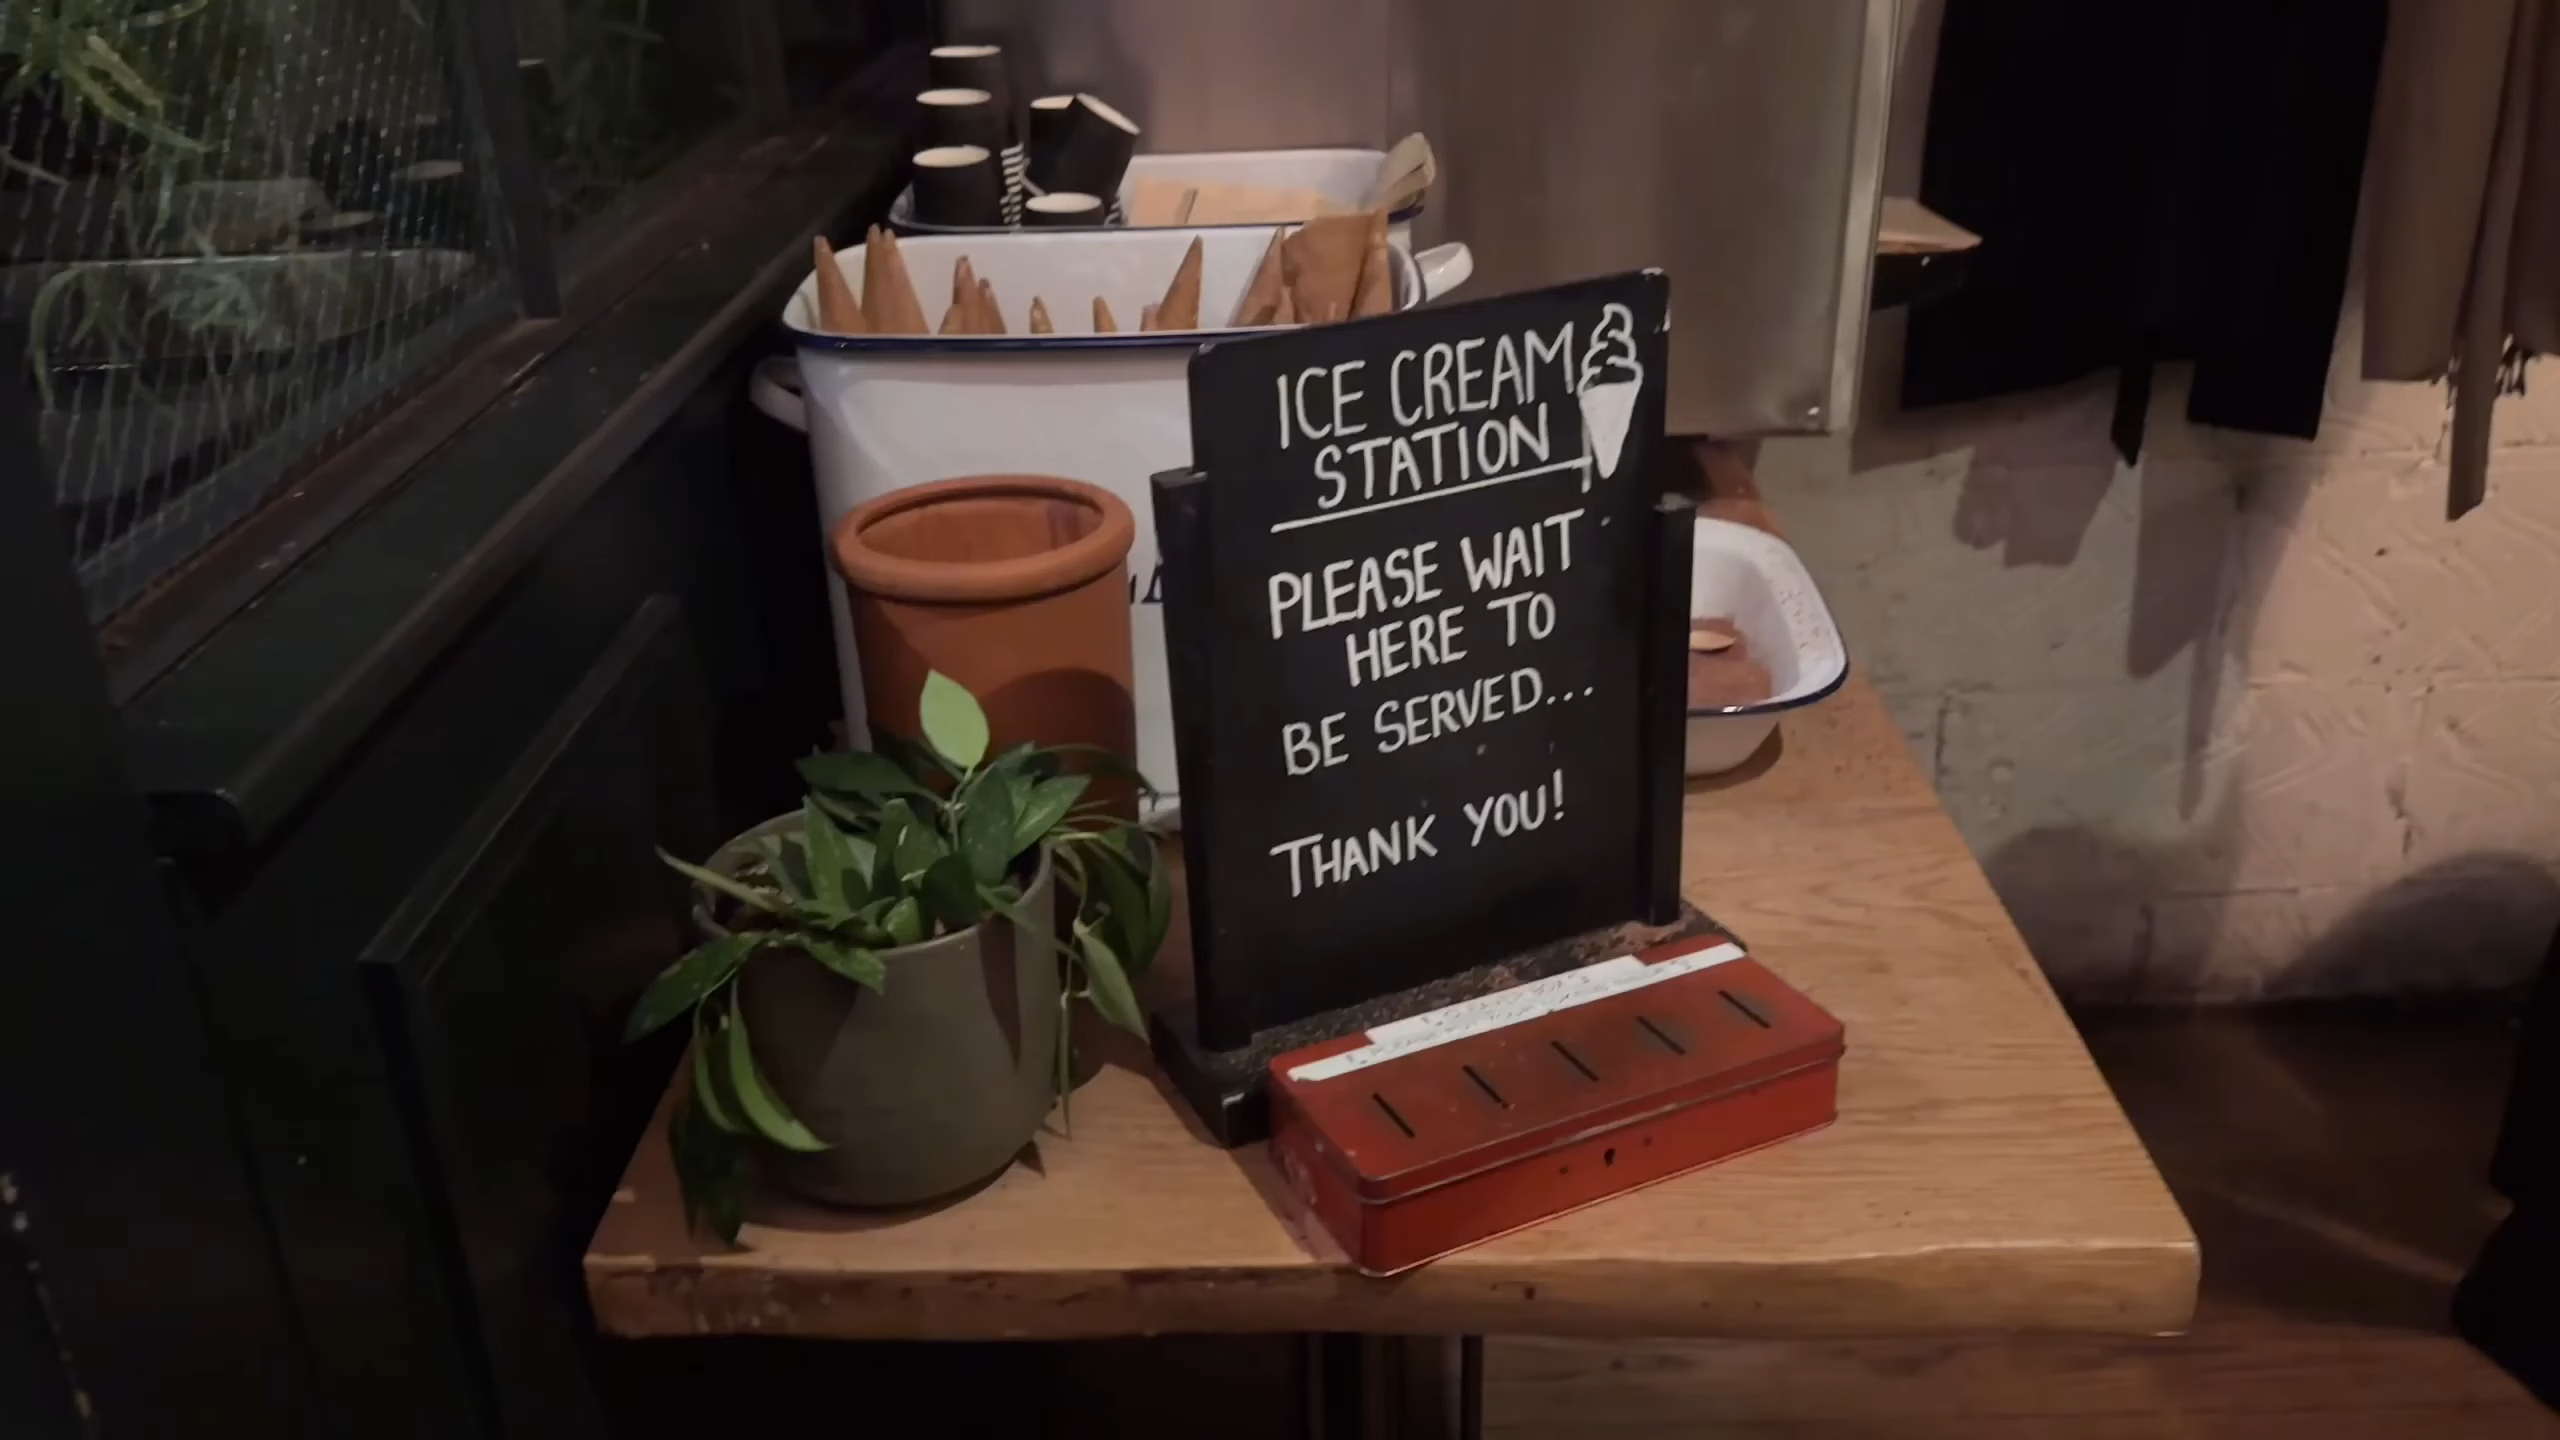 ICE CREAM
STATION
PLEASE WAIT
HERE TO
BE SERVED...
THANK YOU!